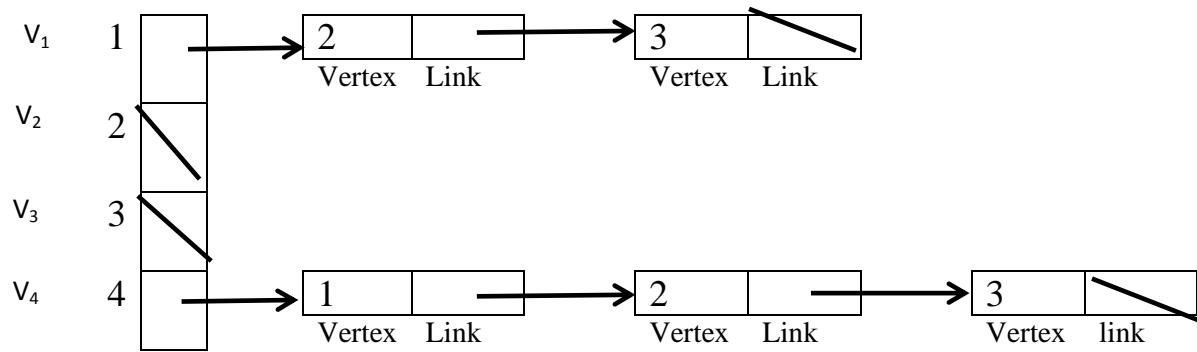 V₁ 1 2 3
Vertex Link Vertex Link
V₂ 2
V₃ 3
V₄ 4 1 2 3
Vertex Link Vertex Link Vertex link